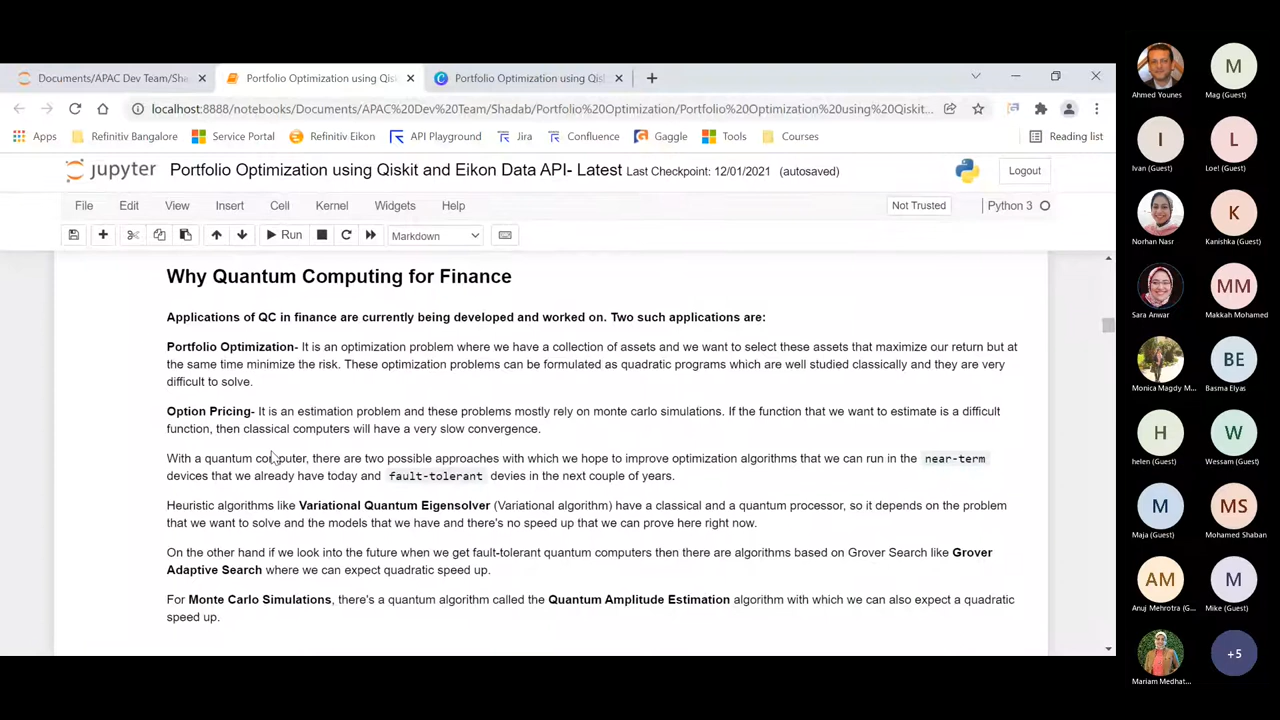 Documents/APAC Dev Team/Sha
Portfolio Optimization using Qisk
Portfolio Optimization using Qis
localhost:8888/notebooks/Documents/APAC%20Dev%20Team/Shatab/Portfolio%20Optimization/Portfolio%20Optimization%20using%20Qiskit...
Apps
Refinitiv Bangalore
Service Portal
Refinitiv Eikon
API Playground
Jira
Confluence
Gaggle
Tools
Courses
Reading list
jupyter
Portfolio Optimization using Qiskit and Eikon Data API- Latest Last Checkpoint: 12/01/2021 (autosaved)
Logout
File Edit View Insert Cell Kernel Widgets Help
Not Trusted
Python 3
Run
Markdown
Why Quantum Computing for Finance
Applications of QC in finance are currently being developed and worked on. Two such applications are:
Portfolio Optimization- It is an optimization problem where we have a collection of assets and we want to select these assets that maximize our return but at
the same time minimize the risk. These optimization problems can be formulated as quadratic programs which are well studied classically and they are very
difficult to solve.
Option Pricing- It is an estimation problem and these problems mostly rely on monte carlo simulations. If the function that we want to estimate is a difficult
function, then classical computers will have a very slow convergence.
With a quantum computer, there are two possible approaches with which we hope to improve optimization algorithms that we can run in the near-term
devices that we already have today and fault-tolerant devies in the next couple of years.
Heuristic algorithms like Variational Quantum Eigensolver (Variational algorithm) have a classical and a quantum processor, so it depends on the problem
that we want to solve and the models that we have and there's no speed up that we can prove here right now.
On the other hand if we look into the future when we get fault-tolerant quantum computers then there are algorithms based on Grover Search like Grover
Adaptive Search where we can expect quadratic speed up.
For Monte Carlo Simulations, there's a quantum algorithm called the Quantum Amplitude Estimation algorithm with which we can also expect a quadratic
speed up.
Ahmed Younes
M
Mag (Guest)
I
Ivan (Guest)
L
Loe! (Guest)
Norhan Nasr
K
Kanishka (Guest)
Sara Anwar
MM
Makkah Mohamed
Monica Magdy M...
BE
Basma Elyas
H
helen (Guest)
W
Wessam (Guest)
M
Maja (Guest)
MS
Mohamed Shaban
AM
Anuj Mehrotra (G...
M
Mike (Guest)
Mariam Medhat...
+5